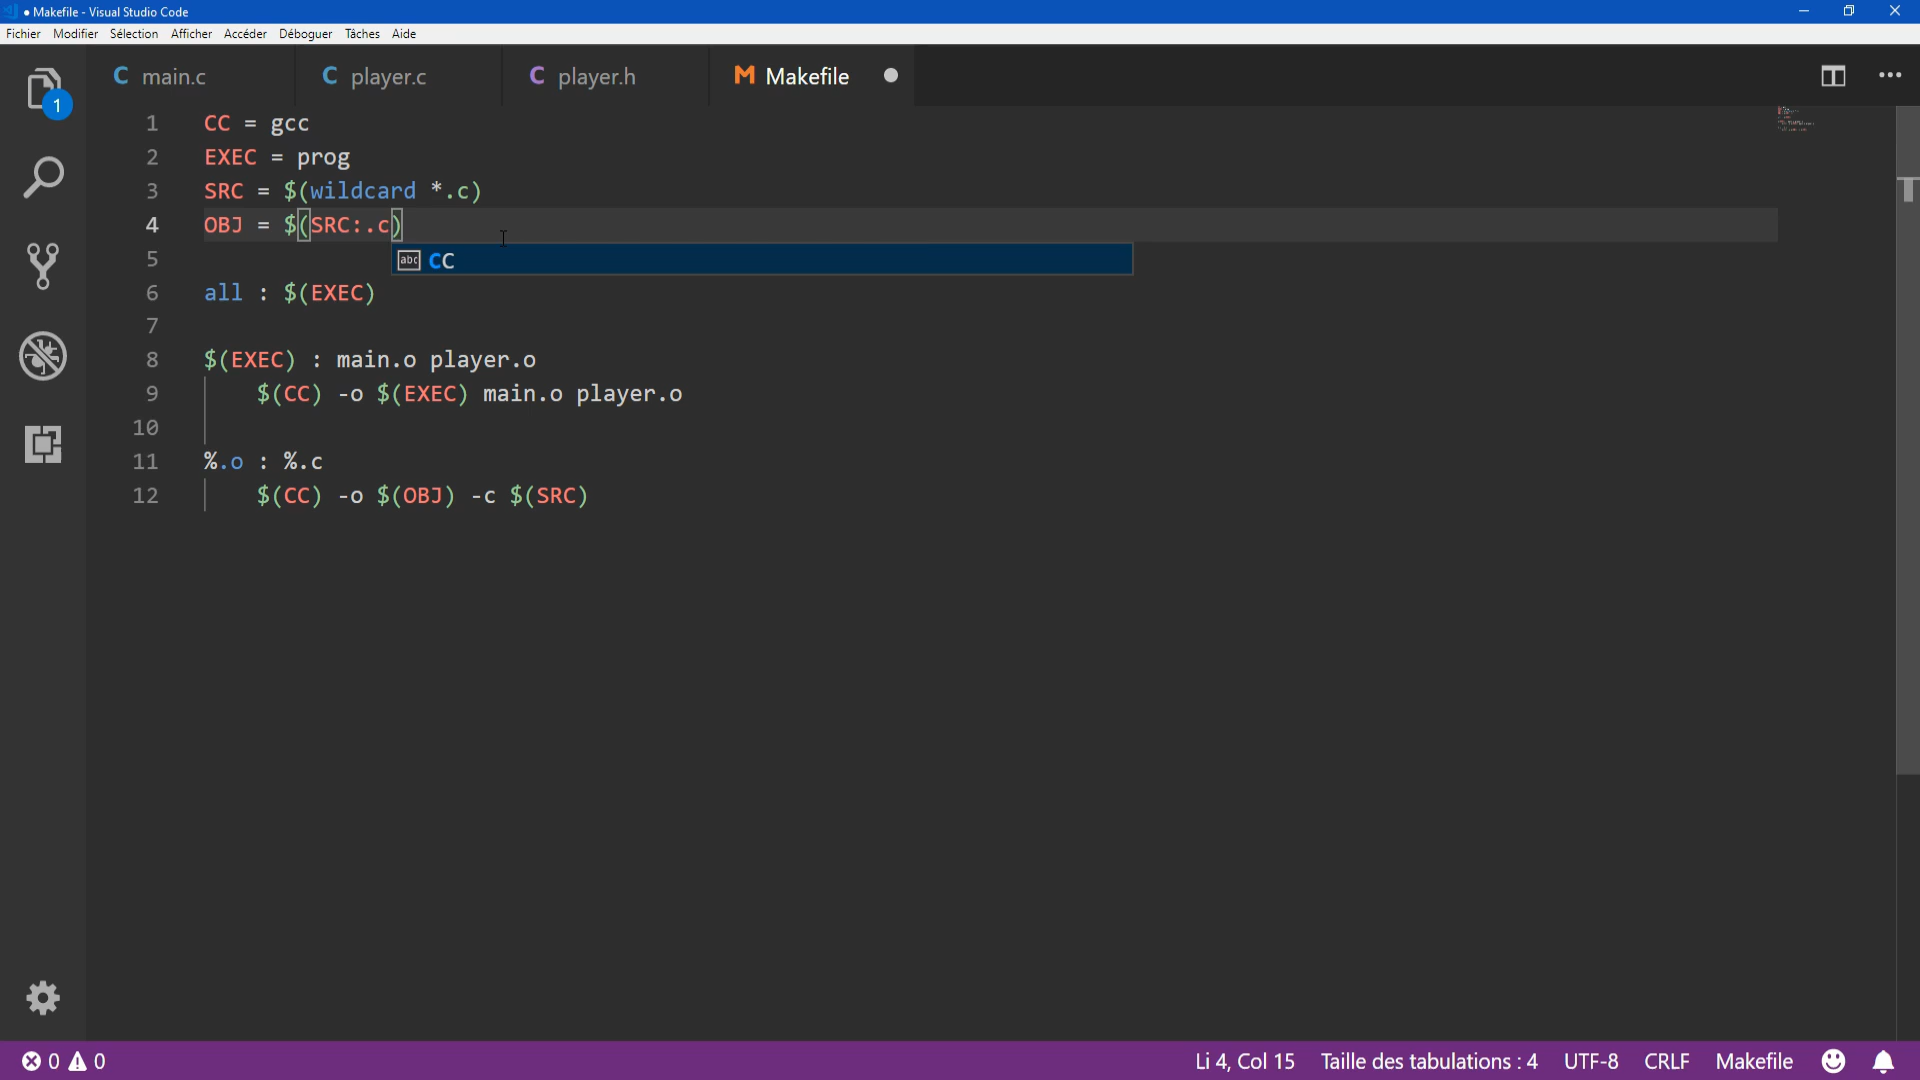 ● Makefile - Visual Studio Code
Fichier Modifier Sélection Afficher Accéder Déboguer Tâches Aide
1
C main.c C player.c C player.h M Makefile
1 CC = gcc
2 EXEC = prog
3 SRC = $(wildcard *.c)
4 OBJ = $(SRC:.c)
abc CC
5
6 all : $(EXEC)
7
8 $(EXEC) : main.o player.o
9 $(CC) -o $(EXEC) main.o player.o
10
11 %.o : %.c
12 $(CC) -o $(OBJ) -c $(SRC)
0 0 Li 4, Col 15 Taille des tabulations : 4 UTF-8 CRLF Makefile